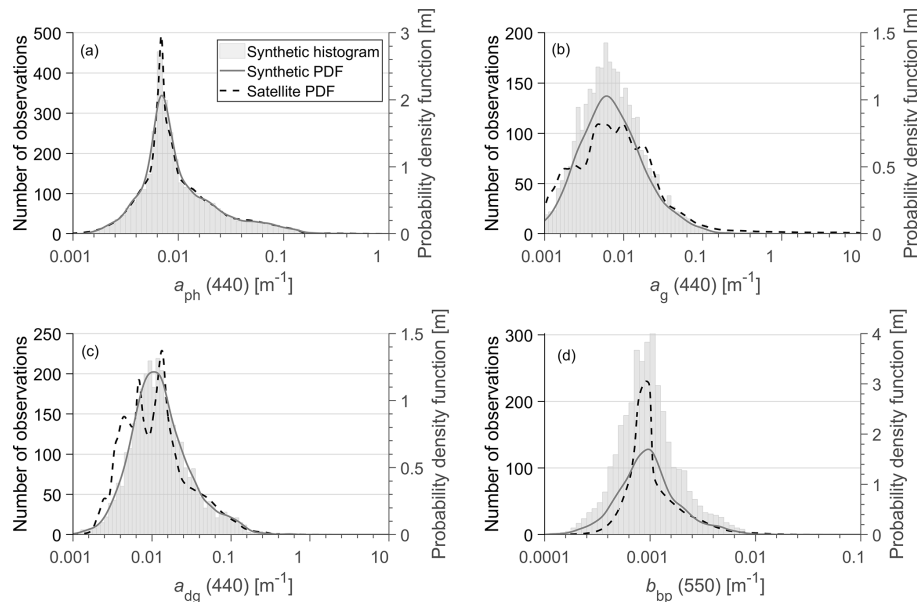 (a)
Number of observations
500
400
300
200
100
0
Synthetic histogram
Synthetic PDF
Satellite PDF
3
2
1
0
Probability density function [m]
0.001 0.01 0.1 1
aph (440) [m-1]
(b)
Number of observations
200
150
100
50
0
1.5
1
0.5
0
Probability density function [m]
0.001 0.01 0.1 1 10
ag (440) [m-1]
(c)
Number of observations
250
200
150
100
50
0
1.5
1
0.5
0
Probability density function [m]
0.001 0.01 0.1 1 10
adg (440) [m-1]
(d)
Number of observations
300
200
100
0
4
3
2
1
0
Probability density function [m]
0.0001 0.001 0.01 0.1
bbp (550) [m-1]